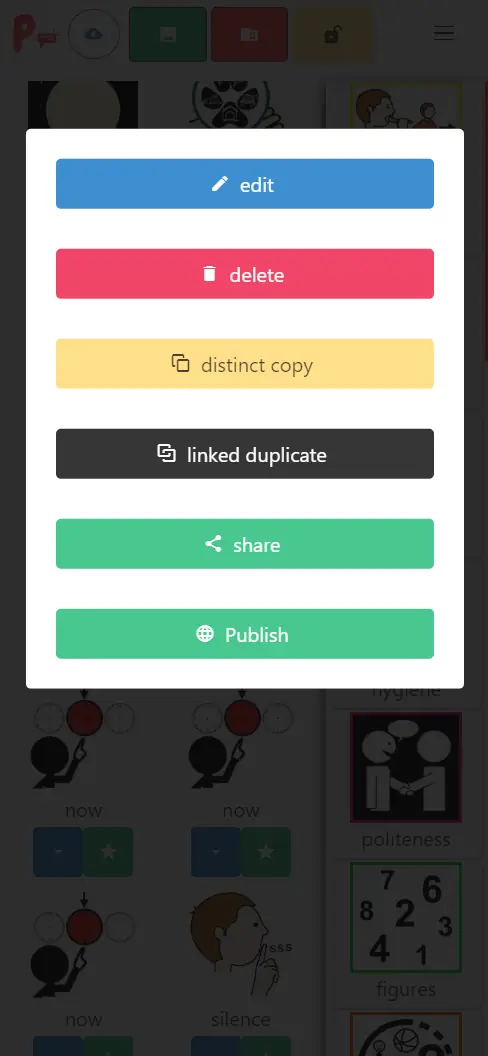 P
edit
delete
distinct copy
linked duplicate
share
Publish
hygiene
now
now
politeness
7
6
8
2
3
4
1
figures
sss
now
silence